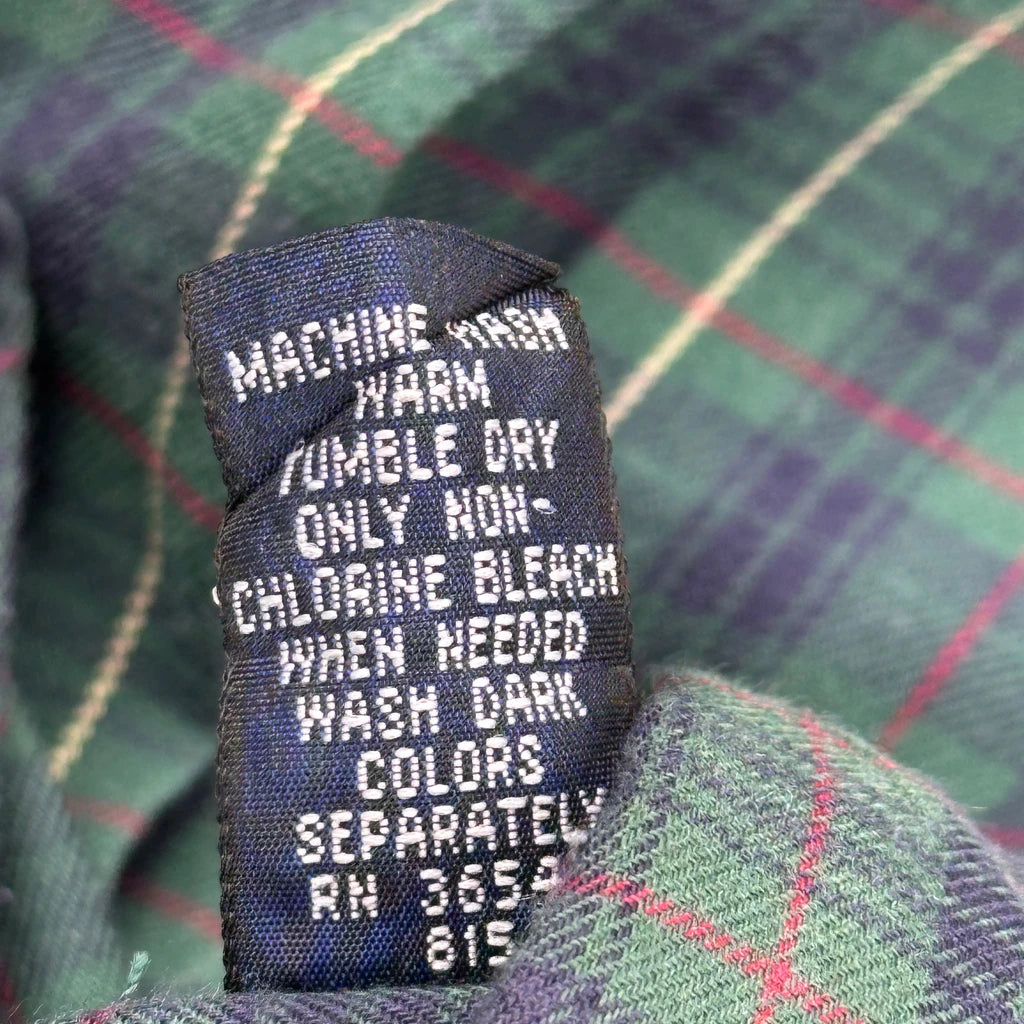 MACHINE WASH
WARM
TUMBLE DRY
ONLY NON-
CHLORINE BLEACH
WHEN NEEDED
WASH DARK
COLORS
SEPARATELY
RN